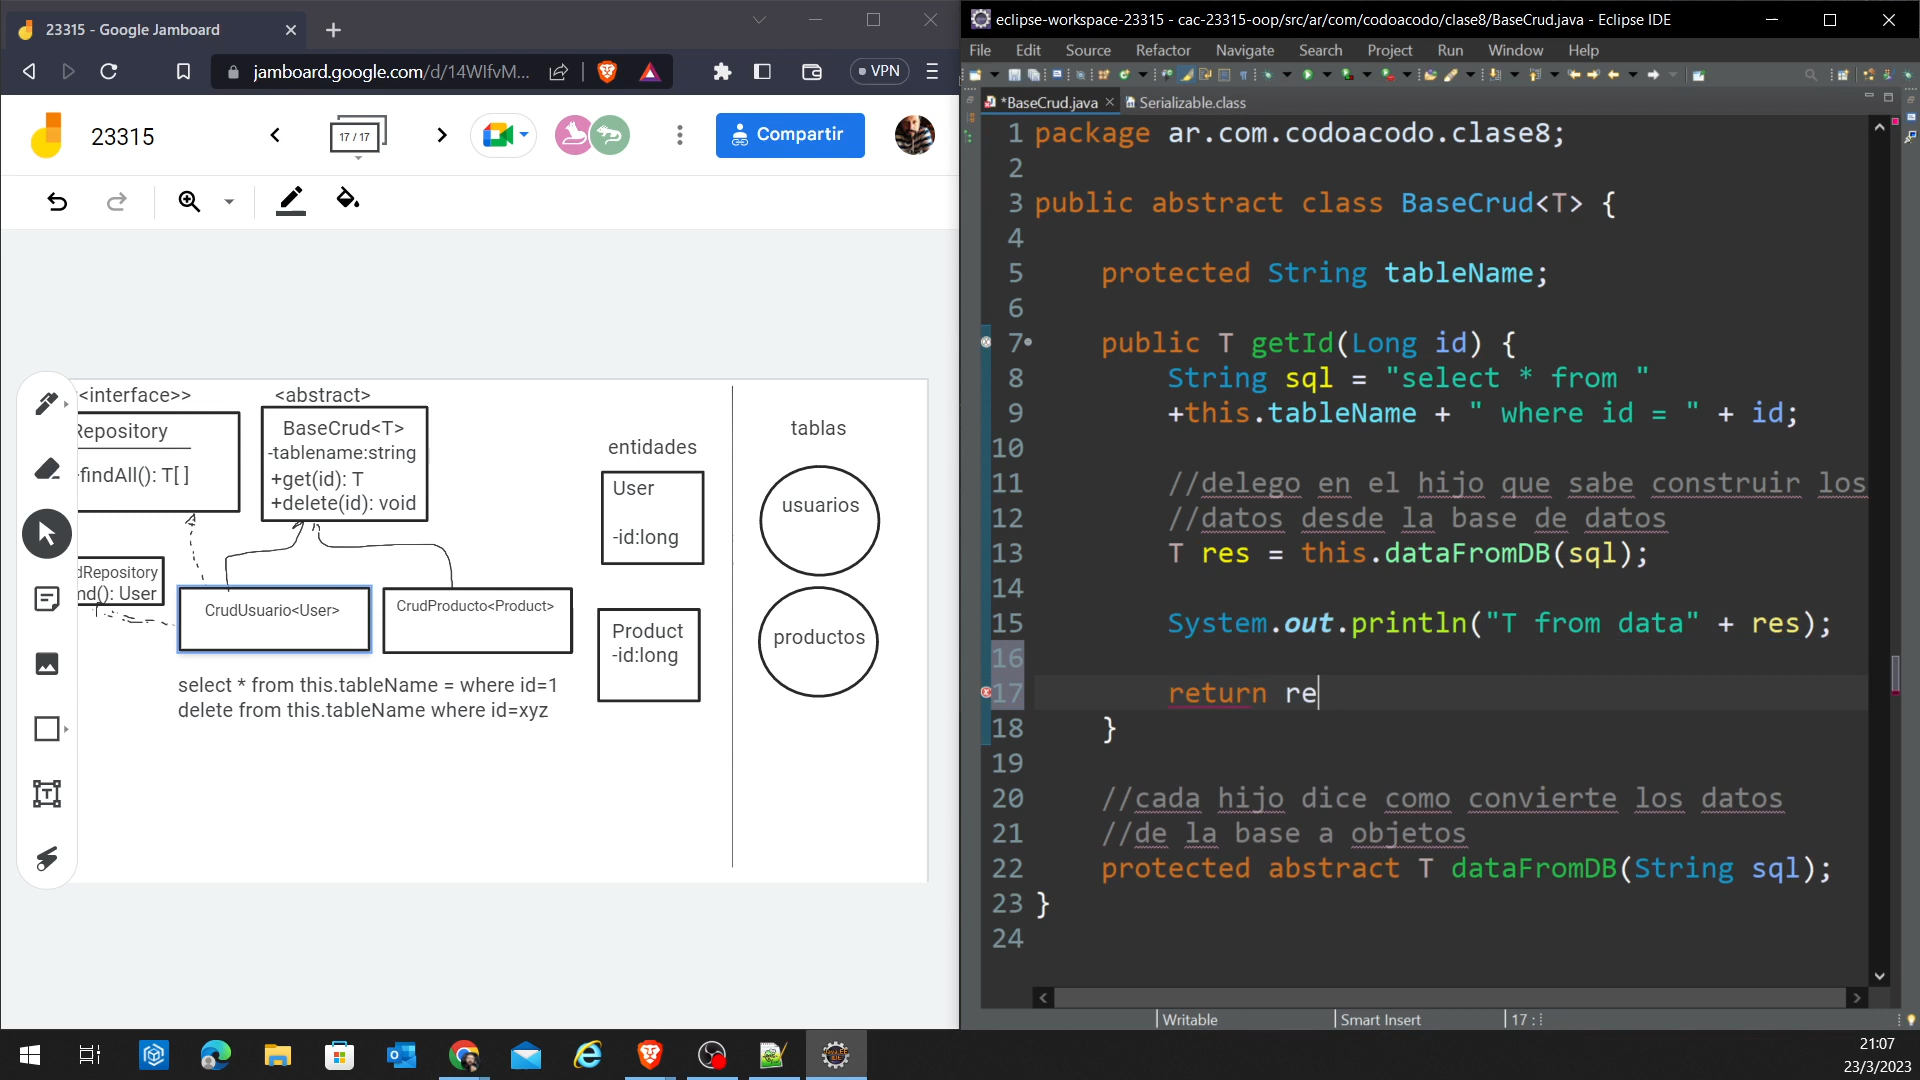 23315 - Google Jamboard
jamboard.google.com/d/14WIfvM...
VPN
23315
17 / 17
Compartir
<interface>>
Repository
findAll(): T[]
<abstract>
BaseCrud<T>
-tablename:string
+get(id): T
+delete(id): void
entidades
User
-id:long
Product
-id:long
tablas
usuarios
productos
dRepository
nd(): User
CrudUsuario<User>
CrudProducto<Product>
select * from this.tableName = where id=1
delete from this.tableName where id=xyz
eclipse-workspace-23315 - cac-23315-oop/src/ar/com/codoacodo/clase8/BaseCrud.java - Eclipse IDE
File Edit Source Refactor Navigate Search Project Run Window Help
*BaseCrud.java Serializable.class
1 package ar.com.codoacodo.clase8;
2
3 public abstract class BaseCrud<T> {
4
5 protected String tableName;
6
7 public T getId(Long id) {
8 String sql = "select * from "
9 +this.tableName + " where id = " + id;
10
11 //delego en el hijo que sabe construir los
12 //datos desde la base de datos
13 T res = this.dataFromDB(sql);
14
15 System.out.println("T from data" + res);
16
17 return re
18 }
19
20 //cada hijo dice como convierte los datos
21 //de la base a objetos
22 protected abstract T dataFromDB(String sql);
23 }
24
Writable Smart Insert 17 :
21:07
23/3/2023